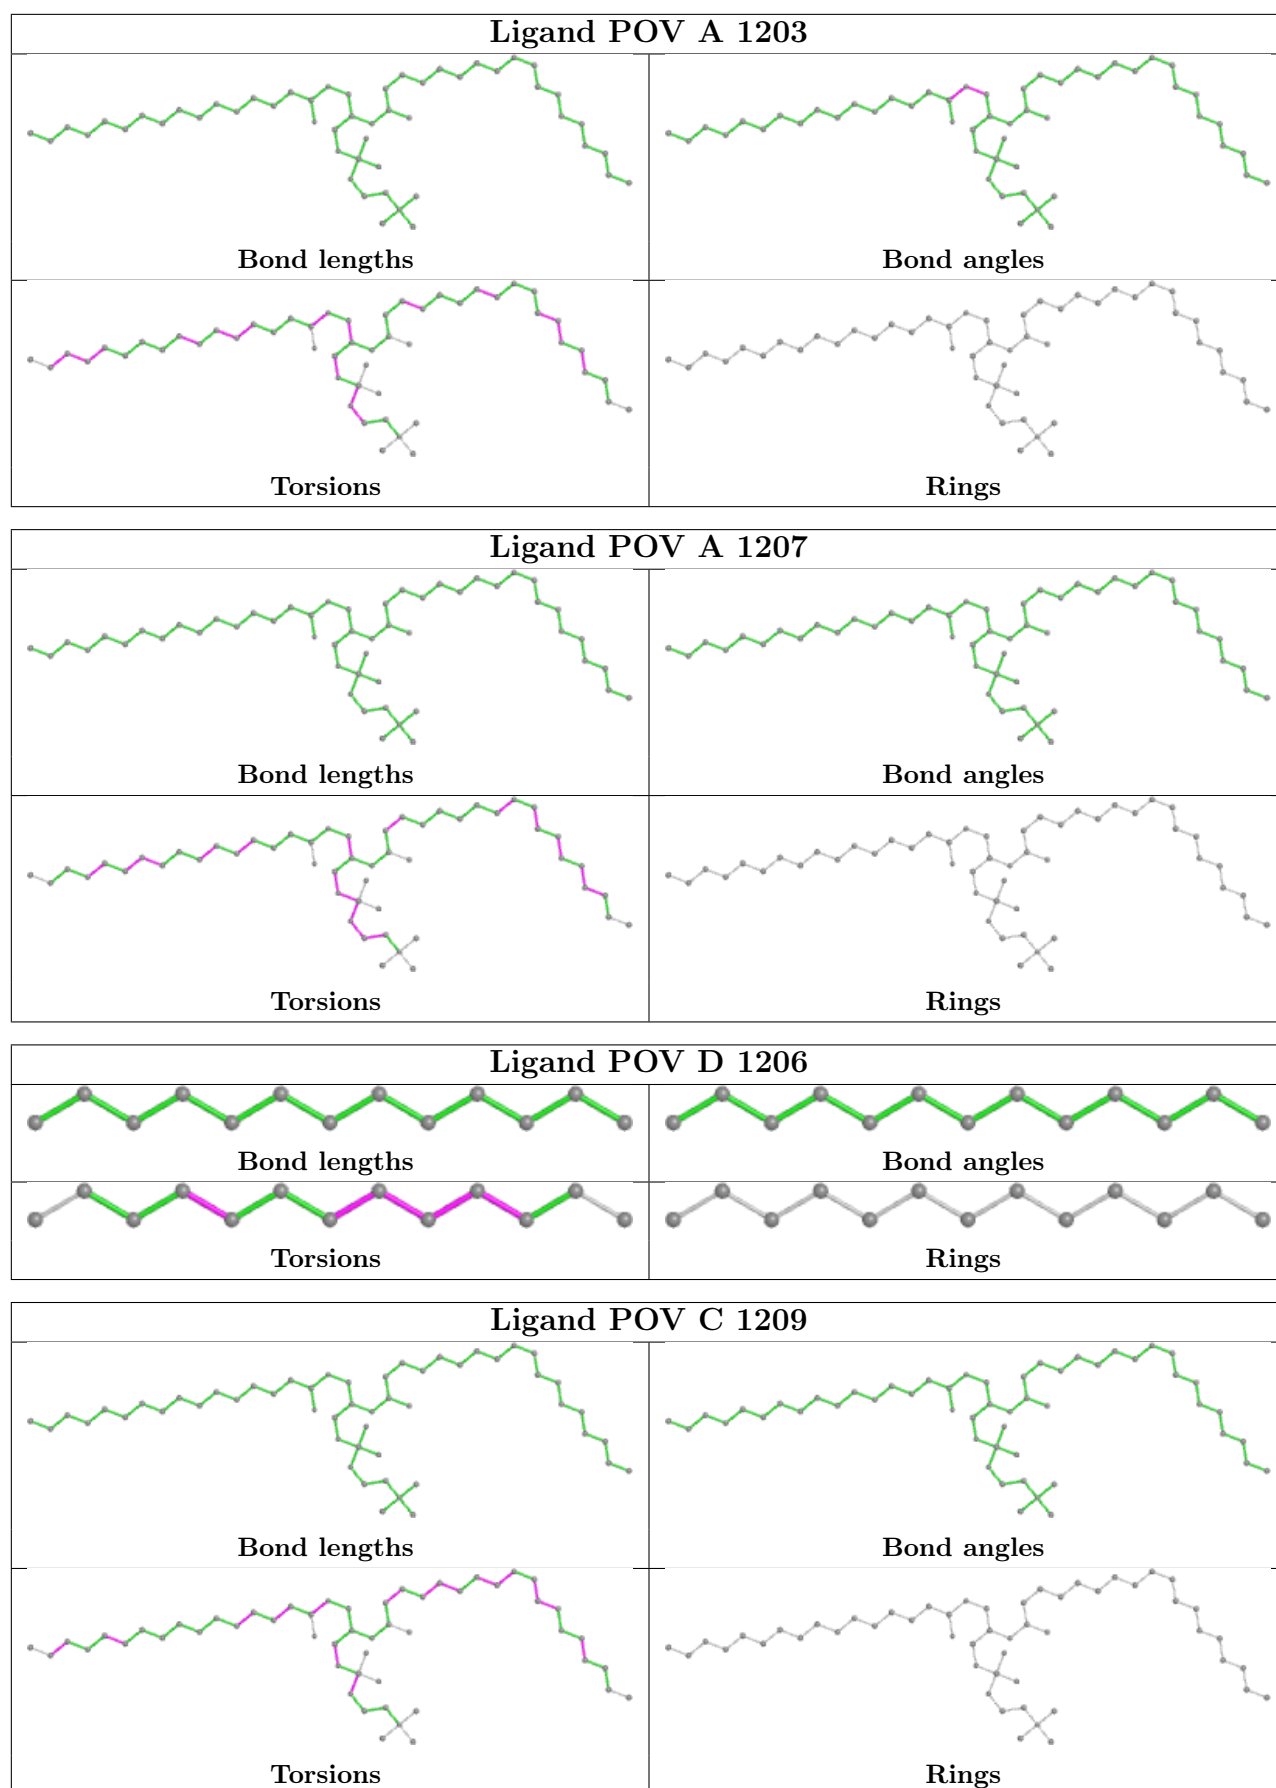 Ligand POV A 1203
Bond lengths
Bond angles
Torsions
Rings
Ligand POV A 1207
Bond lengths
Bond angles
Torsions
Rings
Ligand POV D 1206
Bond lengths
Bond angles
Torsions
Rings
Ligand POV C 1209
Bond lengths
Bond angles
Torsions
Rings